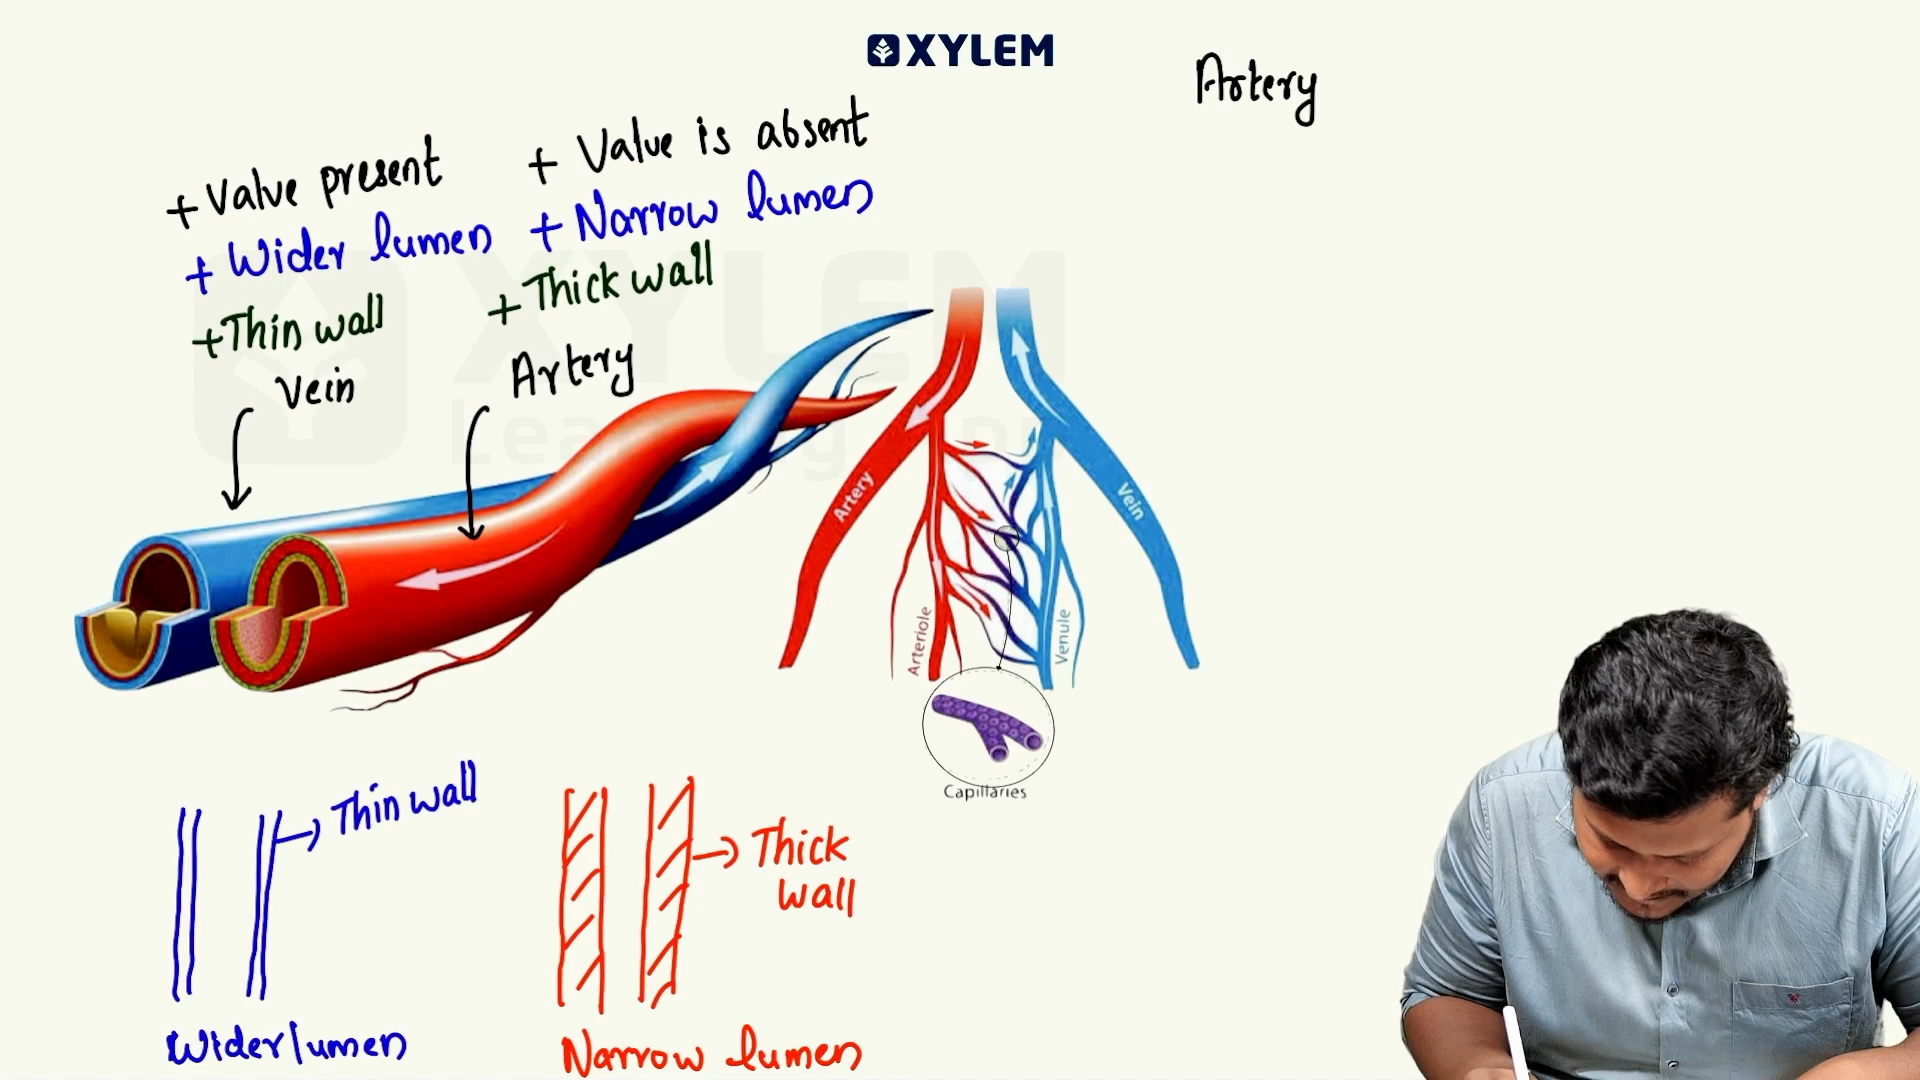 XYLEM
Artery
+ Valve present
+ Value is absent
+ Wider lumen
+ Narrow lumen
+ Thin wall
+ Thick wall
Vein
Artery
XYLEM
Artery
Vein
Arteriole
Venule
Capillaries
Thin wall
Thick
wall
Wider lumen
Narrow lumen